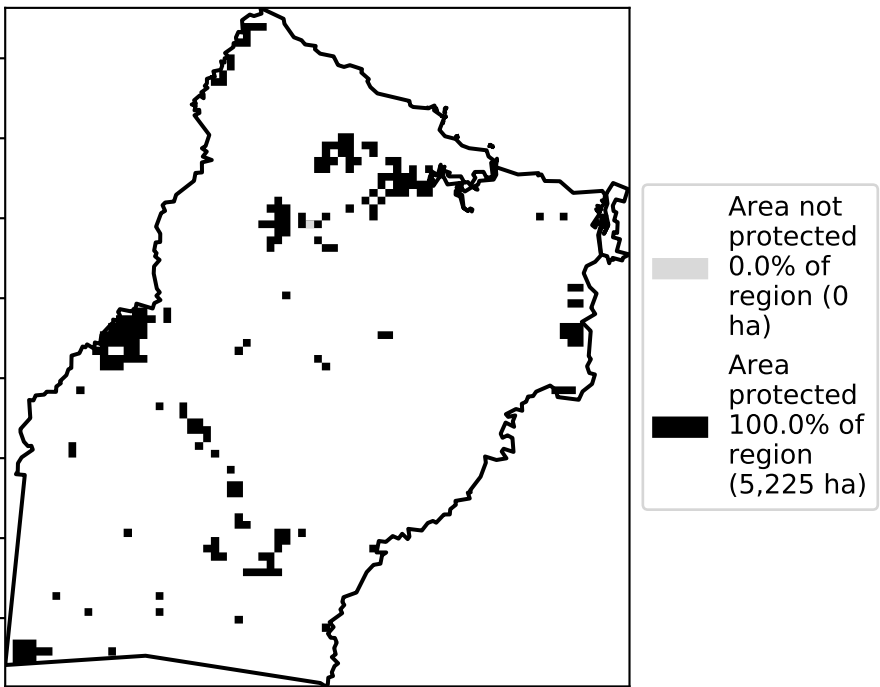 Area not
protected
0.0% of
region (0
ha)
Area
protected
100.0% of
region
(5,225 ha)